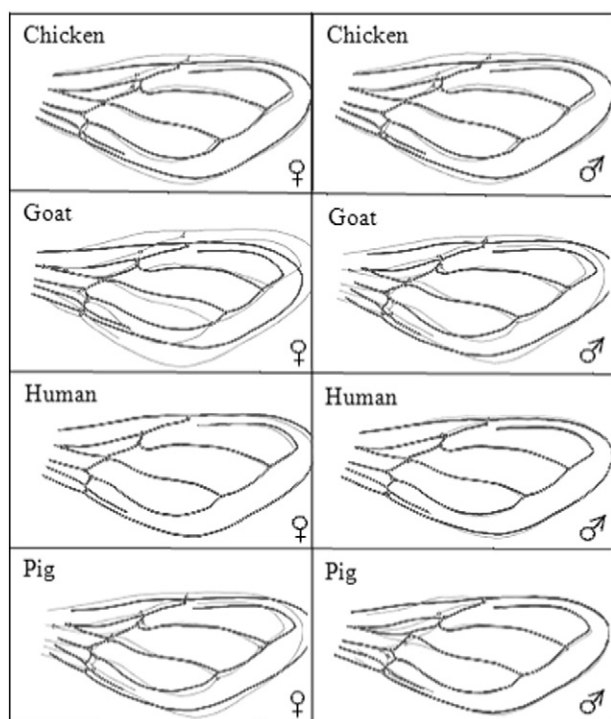 Chicken Chicken
♀ ♂
Goat Goat
♀ ♂
Human Human
♀ ♂
Pig Pig
♀ ♂